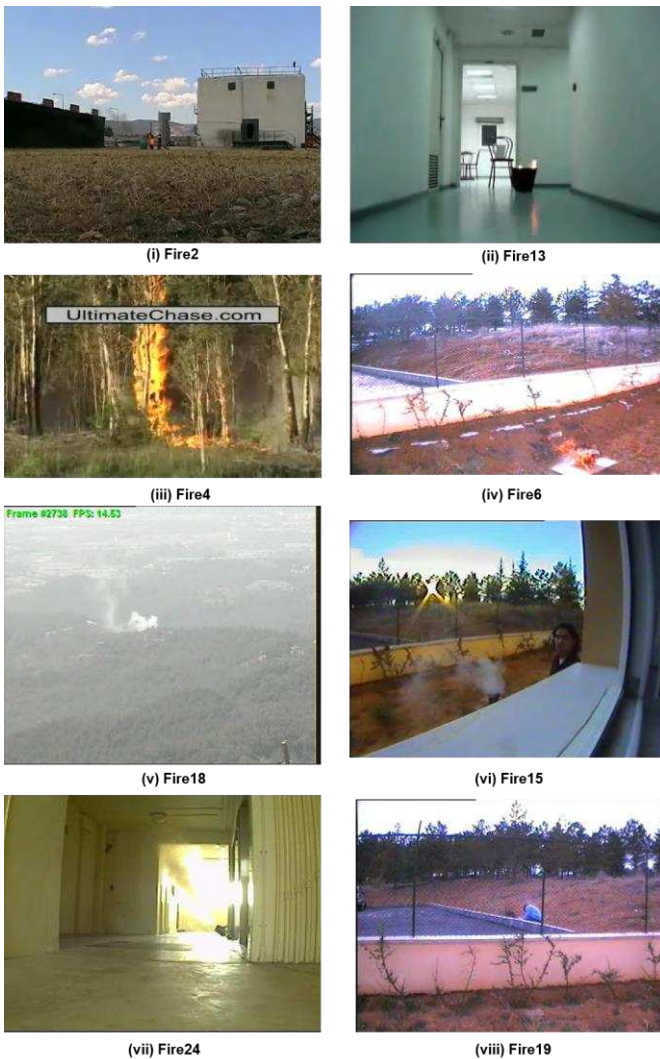 (i) Fire2
(ii) Fire13
UltimateChase.com
(iii) Fire4
(iv) Fire6
Frame #2738 FPS: 14.53
(v) Fire18
(vi) Fire15
(vii) Fire24
(viii) Fire19